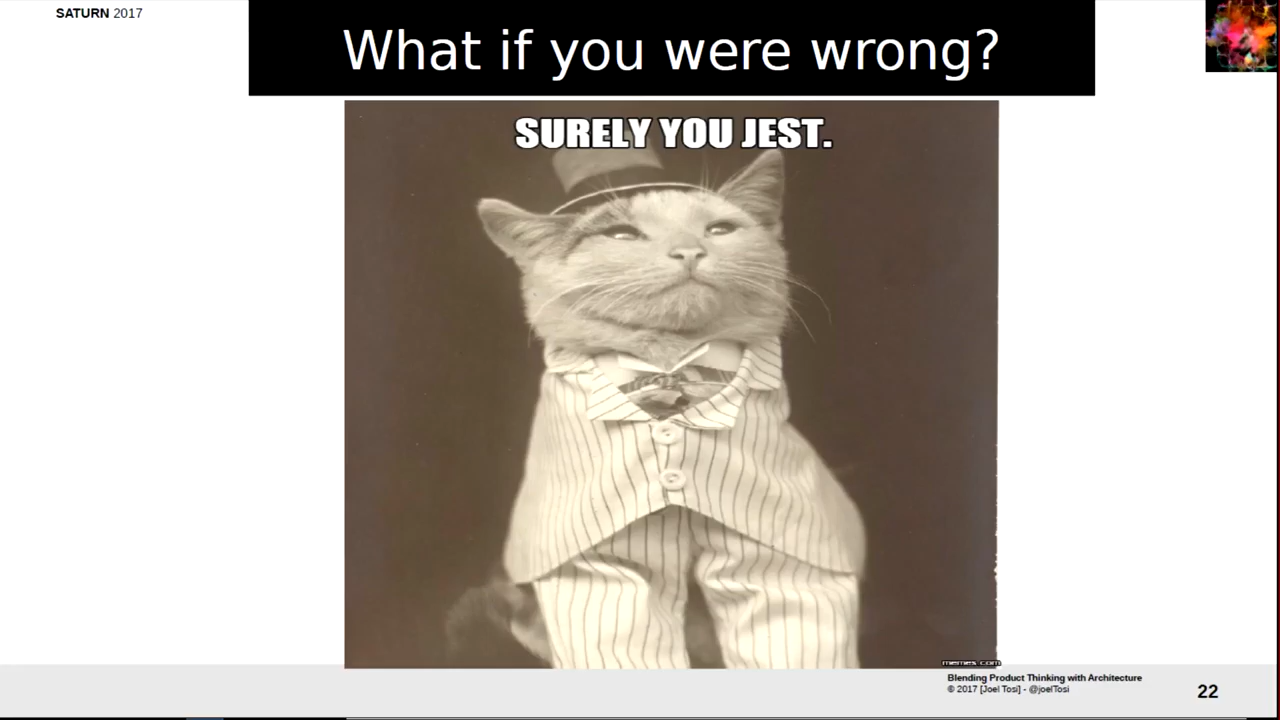 SATURN 2017
What if you were wrong?
SURELY YOU JEST.
memes.com
Blending Product Thinking with Architecture
© 2017 [Joel Tosi] - @joelTosi
22